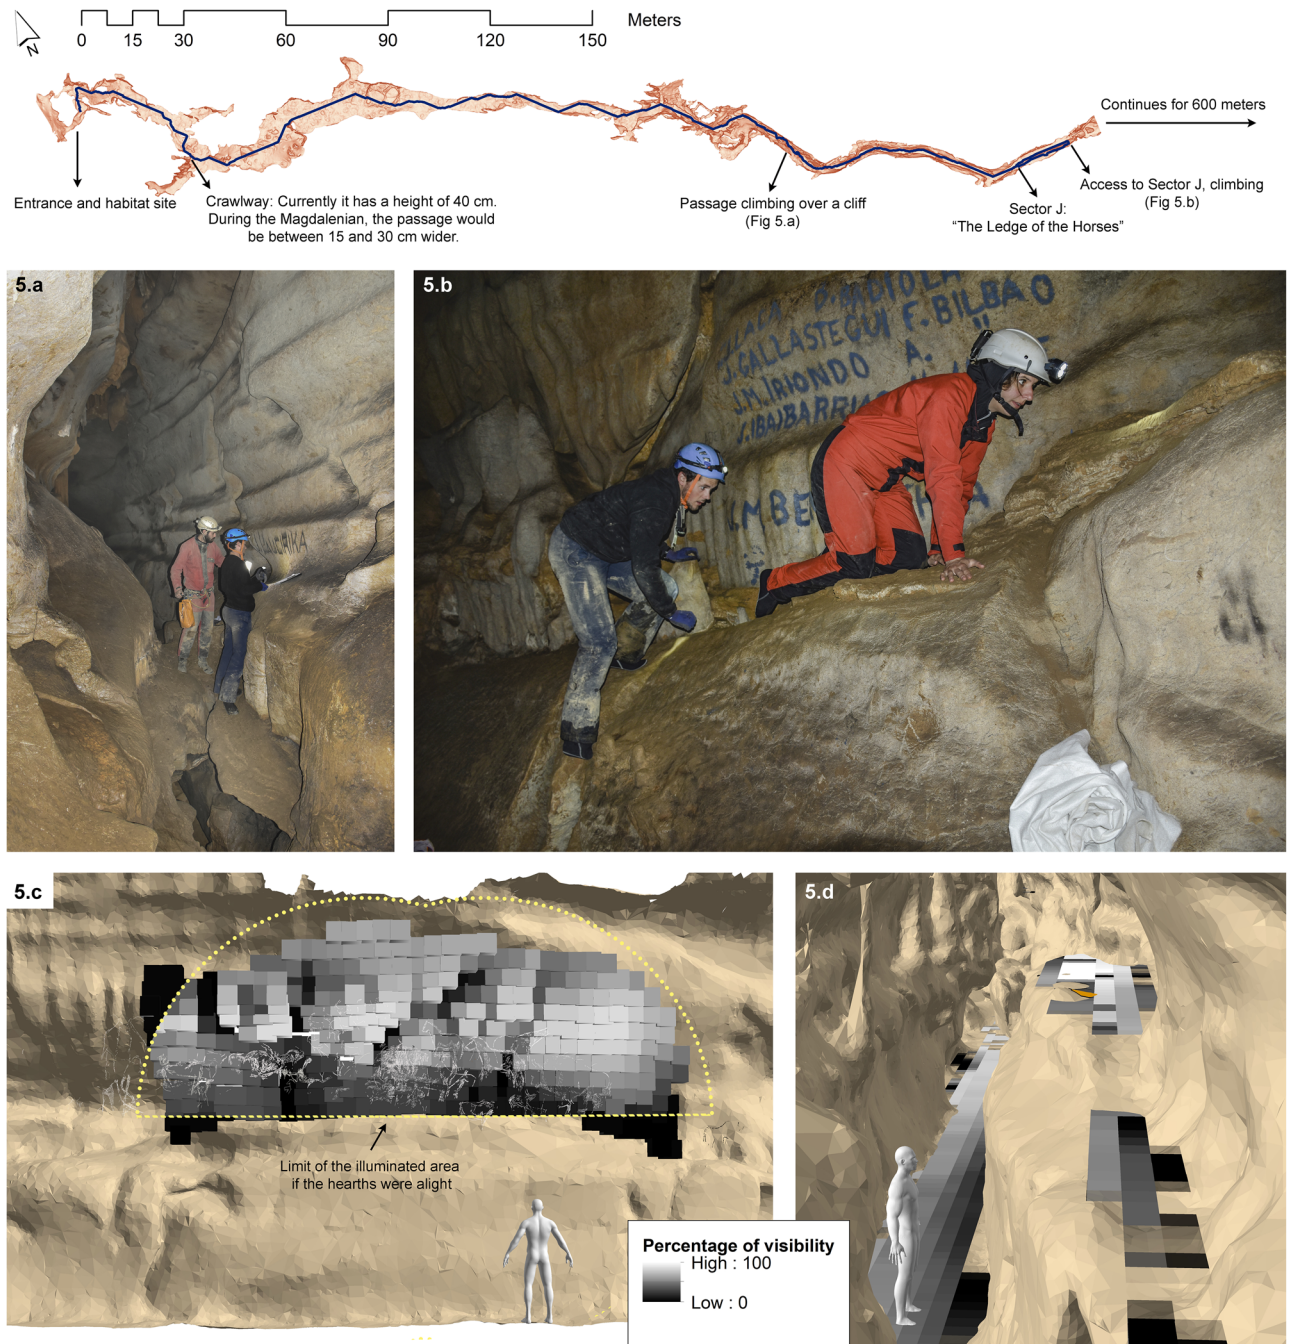 Meters
0 15 30 60 90 120 150
N
Continues for 600 meters
Entrance and habitat site
Crawlway: Currently it has a height of 40 cm.
During the Magdalenian, the passage would
be between 15 and 30 cm wider.
Passage climbing over a cliff
(Fig 5.a)
Sector J:
“The Ledge of the Horses”
Access to Sector J, climbing
(Fig 5.b)
5.a
5.b
J. GALLASTEGUI F. BILBAO
J.M. IRIONDO A.
5.c
Limit of the illuminated area
if the hearths were alight
5.d
Percentage of visibility
High : 100
Low : 0